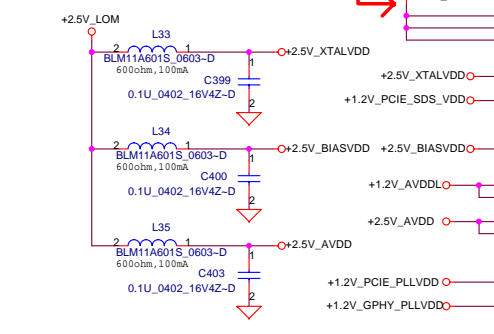 +2.5V_LOM
L33
2
1
+2.5V_XTALVDD
BLM11A601S_0603~D
600ohm,100mA
1
C399
0.1U_0402_16V4Z~D
2
+2.5V_XTALVDD
+1.2V_PCIE_SDS_VDD
L34
2
1
+2.5V_BIASVDD
+2.5V_BIASVDD
BLM11A601S_0603~D
600ohm,100mA
1
C400
0.1U_0402_16V4Z~D
2
+1.2V_AVDDL
+2.5V_AVDD
L35
2
1
+2.5V_AVDD
BLM11A601S_0603~D
600ohm,100mA
1
C403
0.1U_0402_16V4Z~D
2
+1.2V_PCIE_PLLVDD
+1.2V_GPHY_PLLVDD